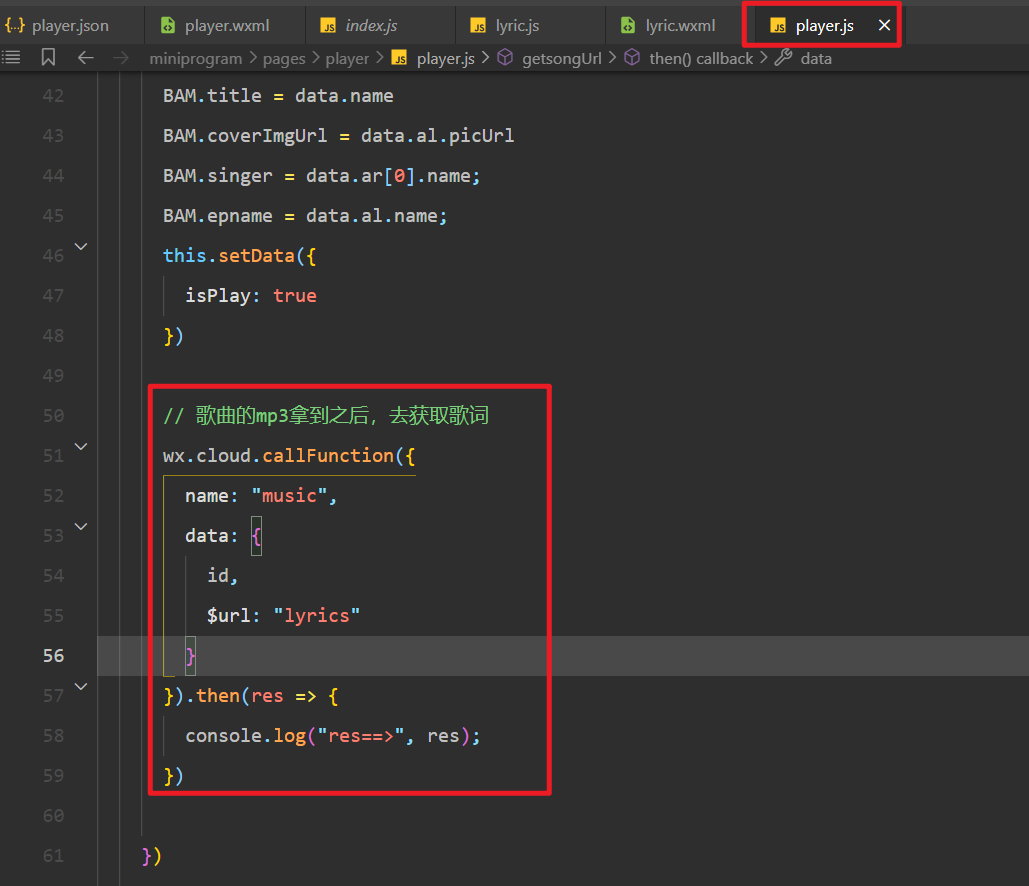 {..} player.json player.wxml JS index.js JS lyric.js lyric.wxml JS player.js ×
miniprogram > pages > player > JS player.js > getsongUrl > then() callback > data
42 BAM.title = data.name
43 BAM.coverImgUrl = data.al.picUrl
44 BAM.singer = data.ar[0].name;
45 BAM.epname = data.al.name;
46 this.setData({
47 isPlay: true
48 })
49
50 // 歌曲的mp3拿到之后，去获取歌词
51 wx.cloud.callFunction({
52 name: "music",
53 data: {
54 id,
55 $url: "lyrics"
56 }
57 }).then(res => {
58 console.log("res==>", res);
59 })
60
61 })